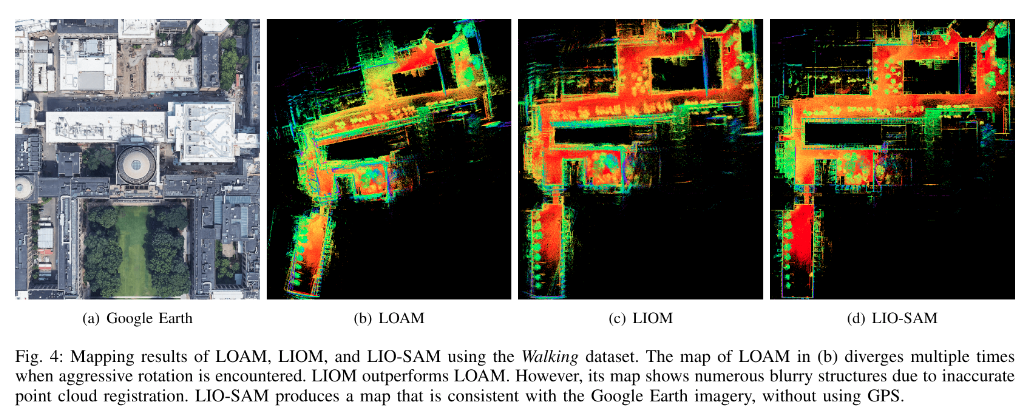 (a) Google Earth
(b) LOAM
(c) LIOM
(d) LIO-SAM
Fig. 4: Mapping results of LOAM, LIOM, and LIO-SAM using the Walking dataset. The map of LOAM in (b) diverges multiple times
when aggressive rotation is encountered. LIOM outperforms LOAM. However, its map shows numerous blurry structures due to inaccurate
point cloud registration. LIO-SAM produces a map that is consistent with the Google Earth imagery, without using GPS.